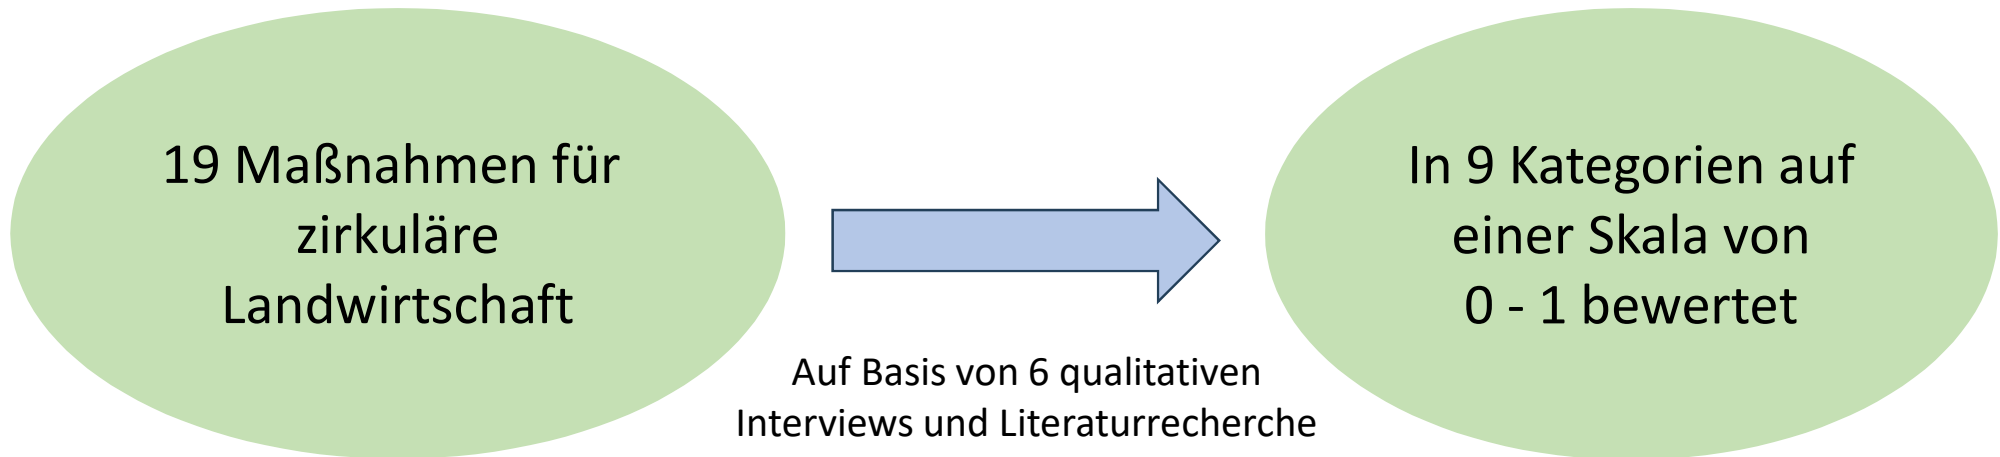 19 Maßnahmen für
zirkuläre
Landwirtschaft
Auf Basis von 6 qualitativen
Interviews und Literaturrecherche
In 9 Kategorien auf
einer Skala von
0 - 1 bewertet